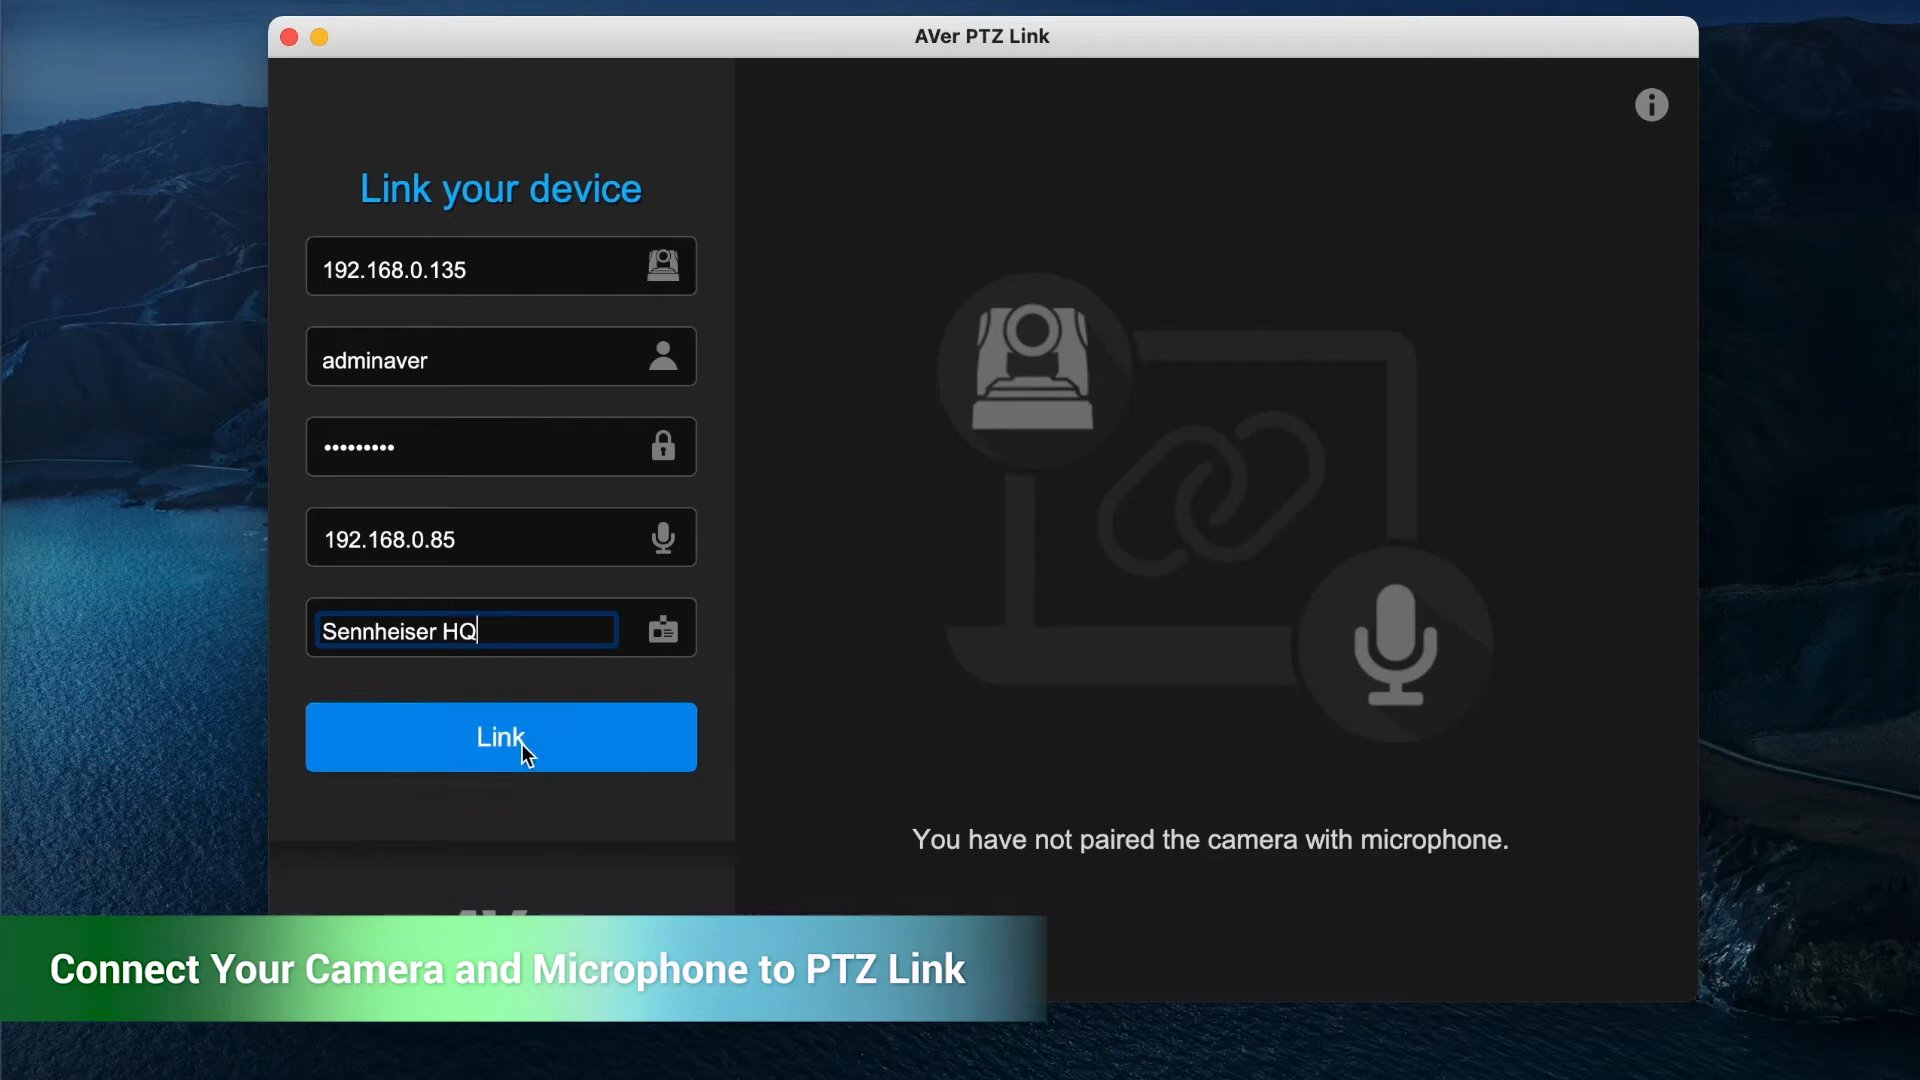 AVer PTZ Link
Link your device
192.168.0.135
adminaver
•••••••••
192.168.0.85
Sennheiser HQ
Link
You have not paired the camera with microphone.
Connect Your Camera and Microphone to PTZ Link